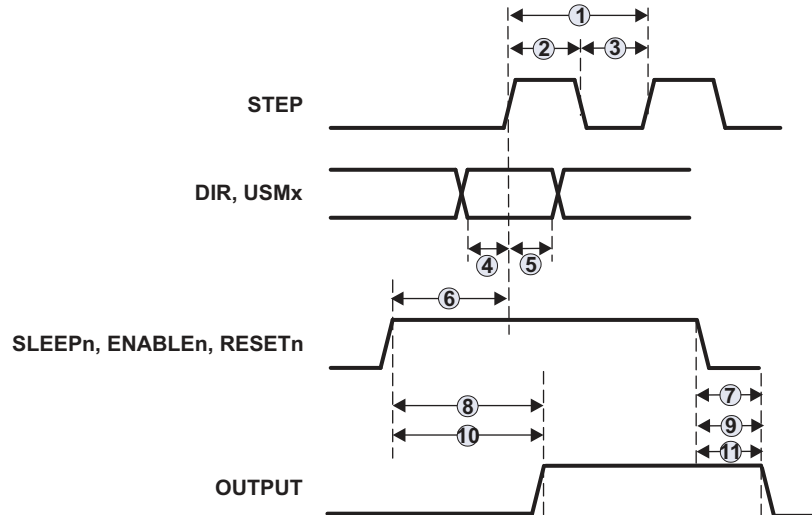 1
2 3
STEP
DIR, USMx
4 5
6
SLEEPn, ENABLEn, RESETn
7
8
9
10
11
OUTPUT